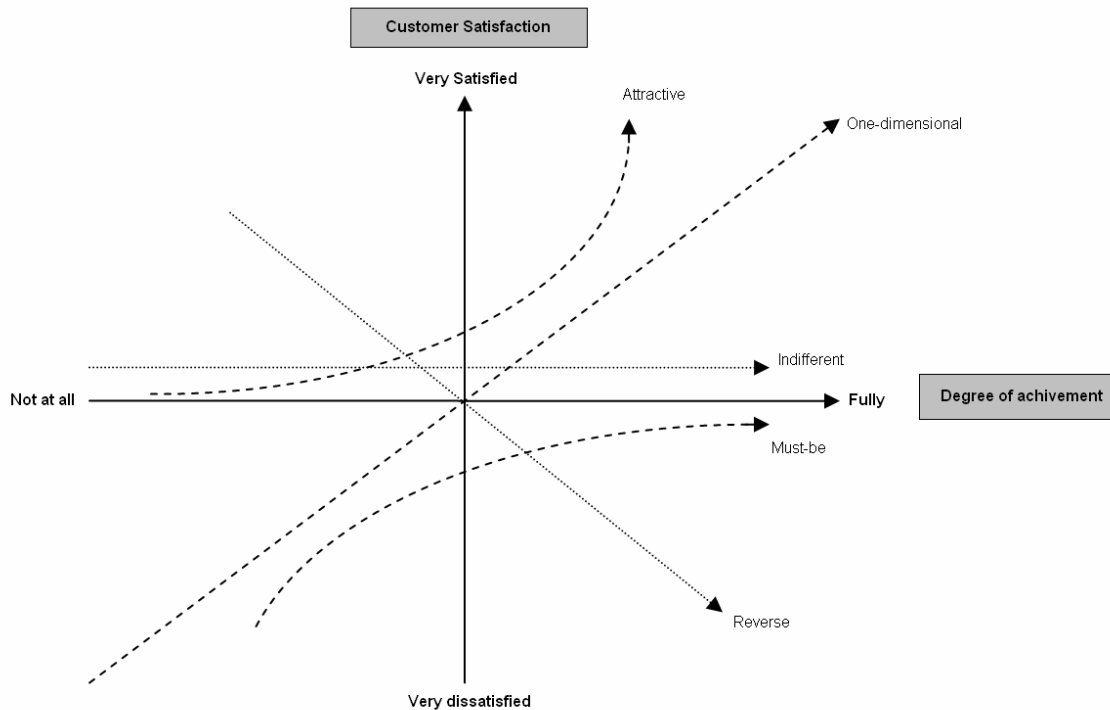 Customer Satisfaction
Very Satisfied
Attractive
One-dimensional
Indifferent
Not at all
Fully
Degree of achivement
Must-be
Reverse
Very dissatisfied